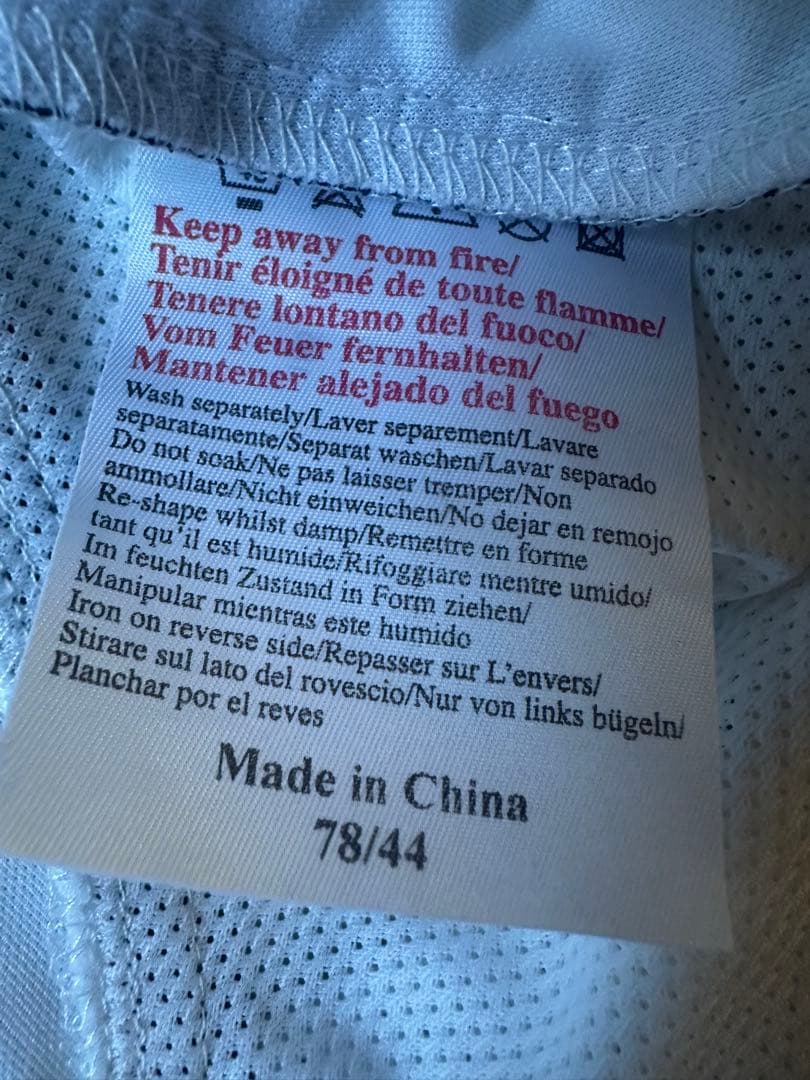 Keep away from fire/
Tenir éloigné de toute flamme/
Tenere lontano del fuoco/
Vom Feuer fernhalten/
Mantener alejado del fuego
Wash separately/Laver separement/Lavare
separatamente/Separat waschen/Lavar separado
Do not soak/Ne pas laisser tremper/Non
ammollare/Nicht einweichen/No dejar en remojo
Re-shape whilst damp/Remettre en forme
tant qu'il est humide/Rifoggiare mentre umido/
Im feuchten Zustand in Form ziehen/
Manipular mientras este humido
Iron on reverse side/Repasser sur L'envers/
Stirare sul lato del rovescio/Nur von links bügeln/
Planchar por el reves
Made in China
78/44